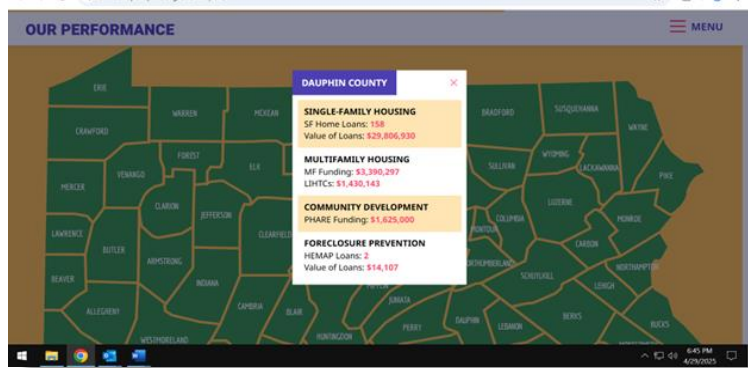 OUR PERFORMANCE
MENU
DAUPHIN COUNTY
×
SINGLE-FAMILY HOUSING
SF Home Loans: 158
Value of Loans: $29,806,930
MULTIFAMILY HOUSING
MF Funding: $3,390,297
LIHTCs: $1,430,143
COMMUNITY DEVELOPMENT
PHARE Funding: $1,625,000
FORECLOSURE PREVENTION
HEMAP Loans: 2
Value of Loans: $14,107
ERIE
WARREN
MCKEAN
BRADFORD
SUSQUEHANNA
CRAWFORD
WAYNE
FOREST
WYOMING
VENANGO
ELK
SULLIVAN
LACKAWANNA
PIKE
MERCER
CLARION
JEFFERSON
LUZERNE
COLUMBIA
MONROE
LAWRENCE
CLEARFIELD
MONTOUR
CARBON
BUTLER
ARMSTRONG
NORTHUMBERLAND
NORTHAMPTON
BEAVER
INDIANA
SCHUYLKILL
LEHIGH
JUNIATA
CAMBRIA
BLAIR
ALLEGHENY
PERRY
DAUPHIN
LEBANON
BERKS
BUCKS
WESTMORELAND
HUNTINGDON
6:45 PM
4/29/2025